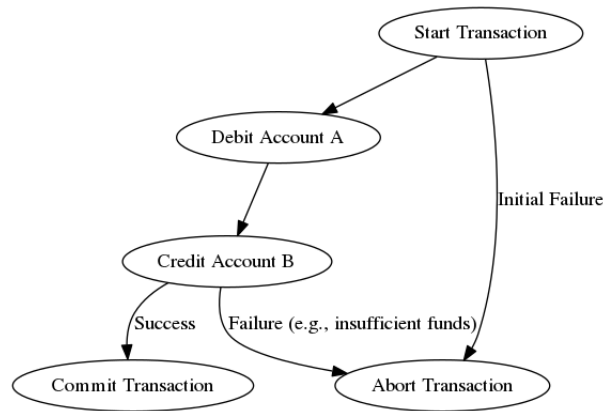 Start Transaction
Debit Account A
Initial Failure
Credit Account B
Success
Failure (e.g., insufficient funds)
Commit Transaction
Abort Transaction